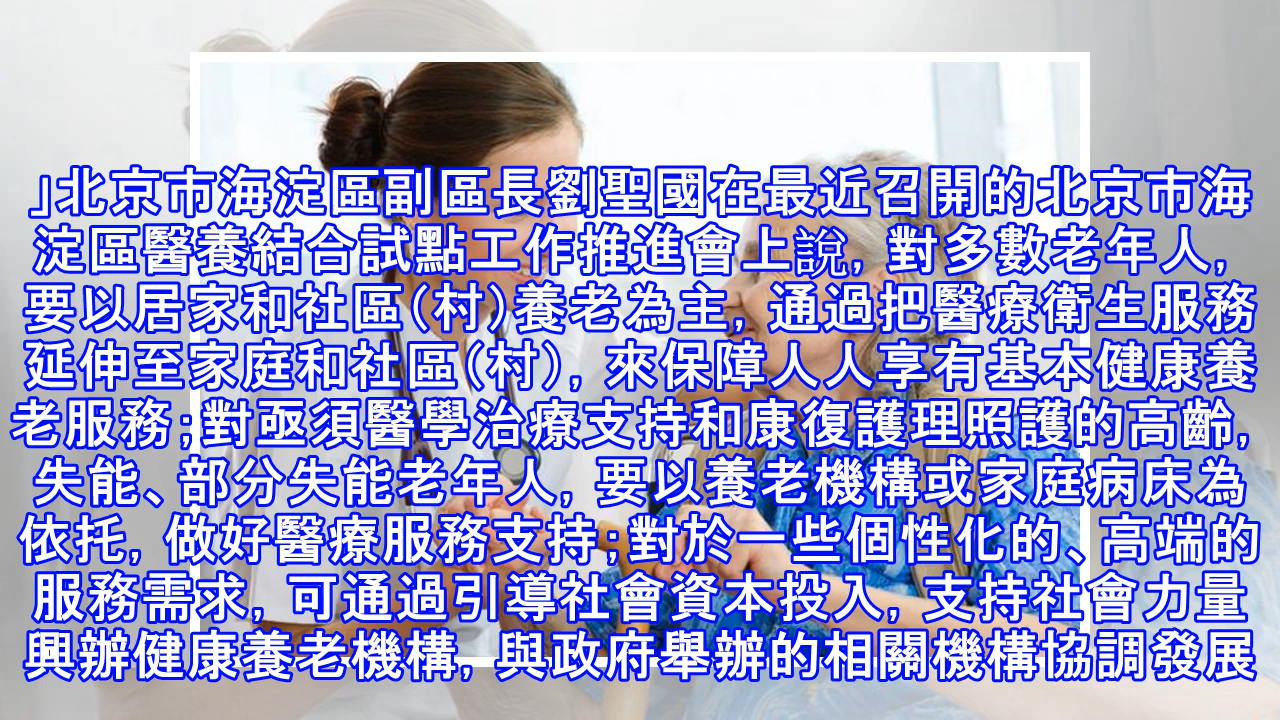 」北京市海淀區副區長劉聖國在最近召開的北京市海
淀區醫養結合試點工作推進會上說，對多數老年人，
要以居家和社區(村)養老為主，通過把醫療衛生服務
延伸至家庭和社區(村)，來保障人人享有基本健康養
老服務；對亟須醫學治療支持和康復護理照護的高齡，
失能、部分失能老年人，要以養老機構或家庭病床為
依托，做好醫療服務支持；對於一些個性化的、高端的
服務需求，可通過引導社會資本投入，支持社會力量
興辦健康養老機構，與政府舉辦的相關機構協調發展